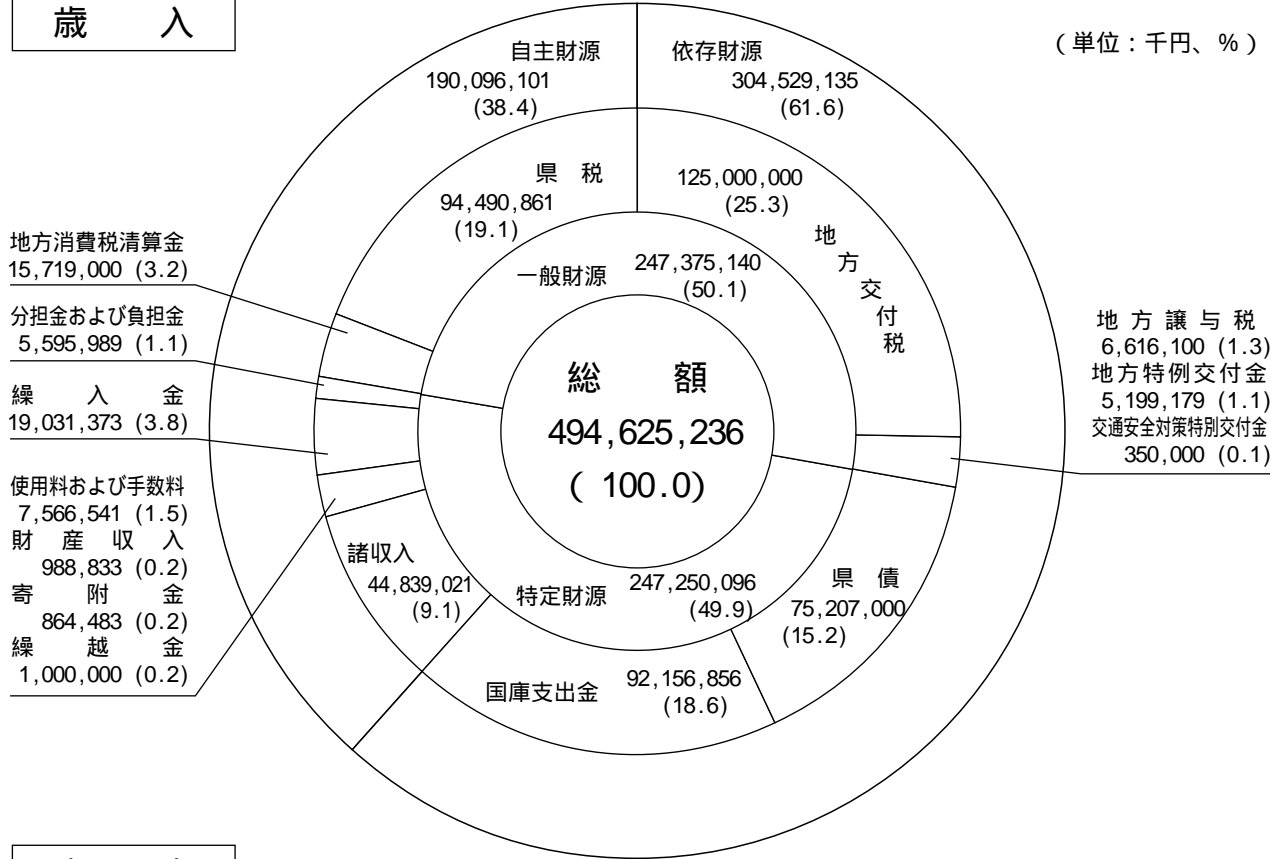 歳　入
(単位：千円、％)
自主財源
190,096,101
(38.4)
依存財源
304,529,135
(61.6)
県　税
94,490,861
(19.1)
125,000,000
(25.3)
地方交付税
一般財源
247,375,140
(50.1)
総　額
494,625,236
(100.0)
特定財源
247,250,096
(49.9)
地方消費税清算金
15,719,000 (3.2)
分担金および負担金
5,595,989 (1.1)
繰　入　金
19,031,373 (3.8)
使用料および手数料
7,566,541 (1.5)
財　産　収　入
988,833 (0.2)
寄　附　金
864,483 (0.2)
繰　越　金
1,000,000 (0.2)
地方譲与税
6,616,100 (1.3)
地方特例交付金
5,199,179 (1.1)
交通安全対策特別交付金
350,000 (0.1)
諸収入
44,839,021
(9.1)
県　債
75,207,000
(15.2)
国庫支出金
92,156,856
(18.6)